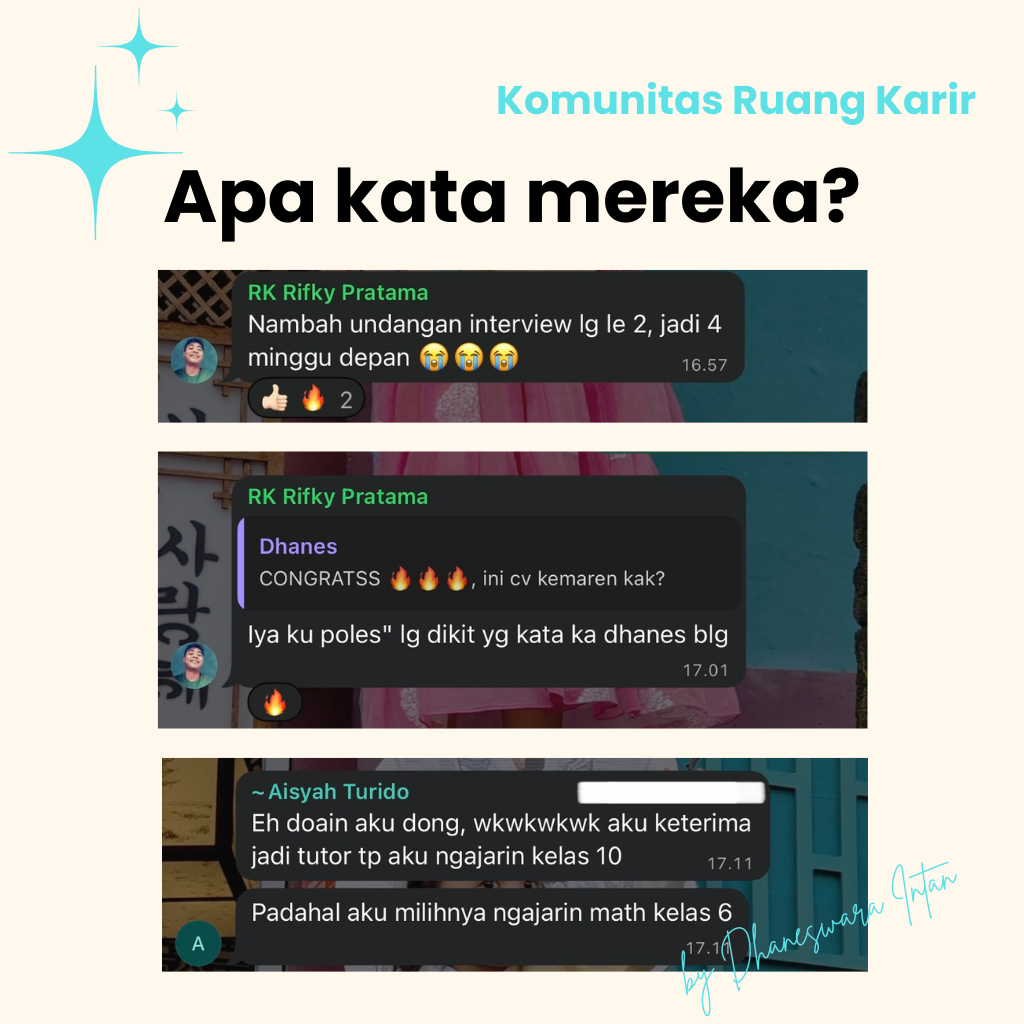 Komunitas Ruang Karir
Apa kata mereka?
RK Rifky Pratama
Nambah undangan interview lg le 2, jadi 4
minggu depan 😭😭😭
16.57
👍🏻 🔥 2
RK Rifky Pratama
Dhanes
CONGRATSS 🔥🔥🔥, ini cv kemaren kak?
Iya ku poles" lg dikit yg kata ka dhanes blg
17.01
🔥
사랑
~Aisyah Turido
Eh doain aku dong, wkwkwkwk aku keterima
jadi tutor tp aku ngajarin kelas 10
17.11
Padahal aku milihnya ngajarin math kelas 6
17.11
A
by Dhaneswara Intan